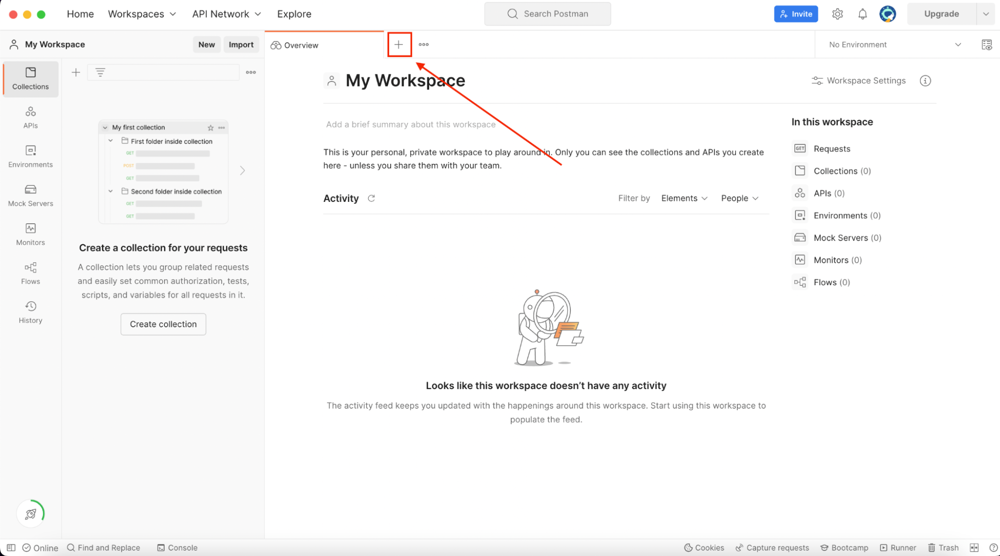 Home Workspaces API Network Explore Search Postman Invite Upgrade
My Workspace New Import Overview No Environment
Collections
APIs
Environments
Mock Servers
Monitors
Flows
History
My first collection
First folder inside collection
GET
POST
GET
Second folder inside collection
GET
GET
Create a collection for your requests
A collection lets you group related requests
and easily set common authorization, tests,
scripts, and variables for all requests in it.
Create collection
My Workspace
Workspace Settings
Add a brief summary about this workspace
This is your personal, private workspace to play around in. Only you can see the collections and APIs you create
here - unless you share them with your team.
Activity Filter by Elements People
Looks like this workspace doesn’t have any activity
The activity feed keeps you updated with the happenings around this workspace. Start using this workspace to
populate the feed.
In this workspace
GET Requests
Collections (0)
APIs (0)
Environments (0)
Mock Servers (0)
Monitors (0)
Flows (0)
Online Find and Replace Console Cookies Capture requests Bootcamp Runner Trash